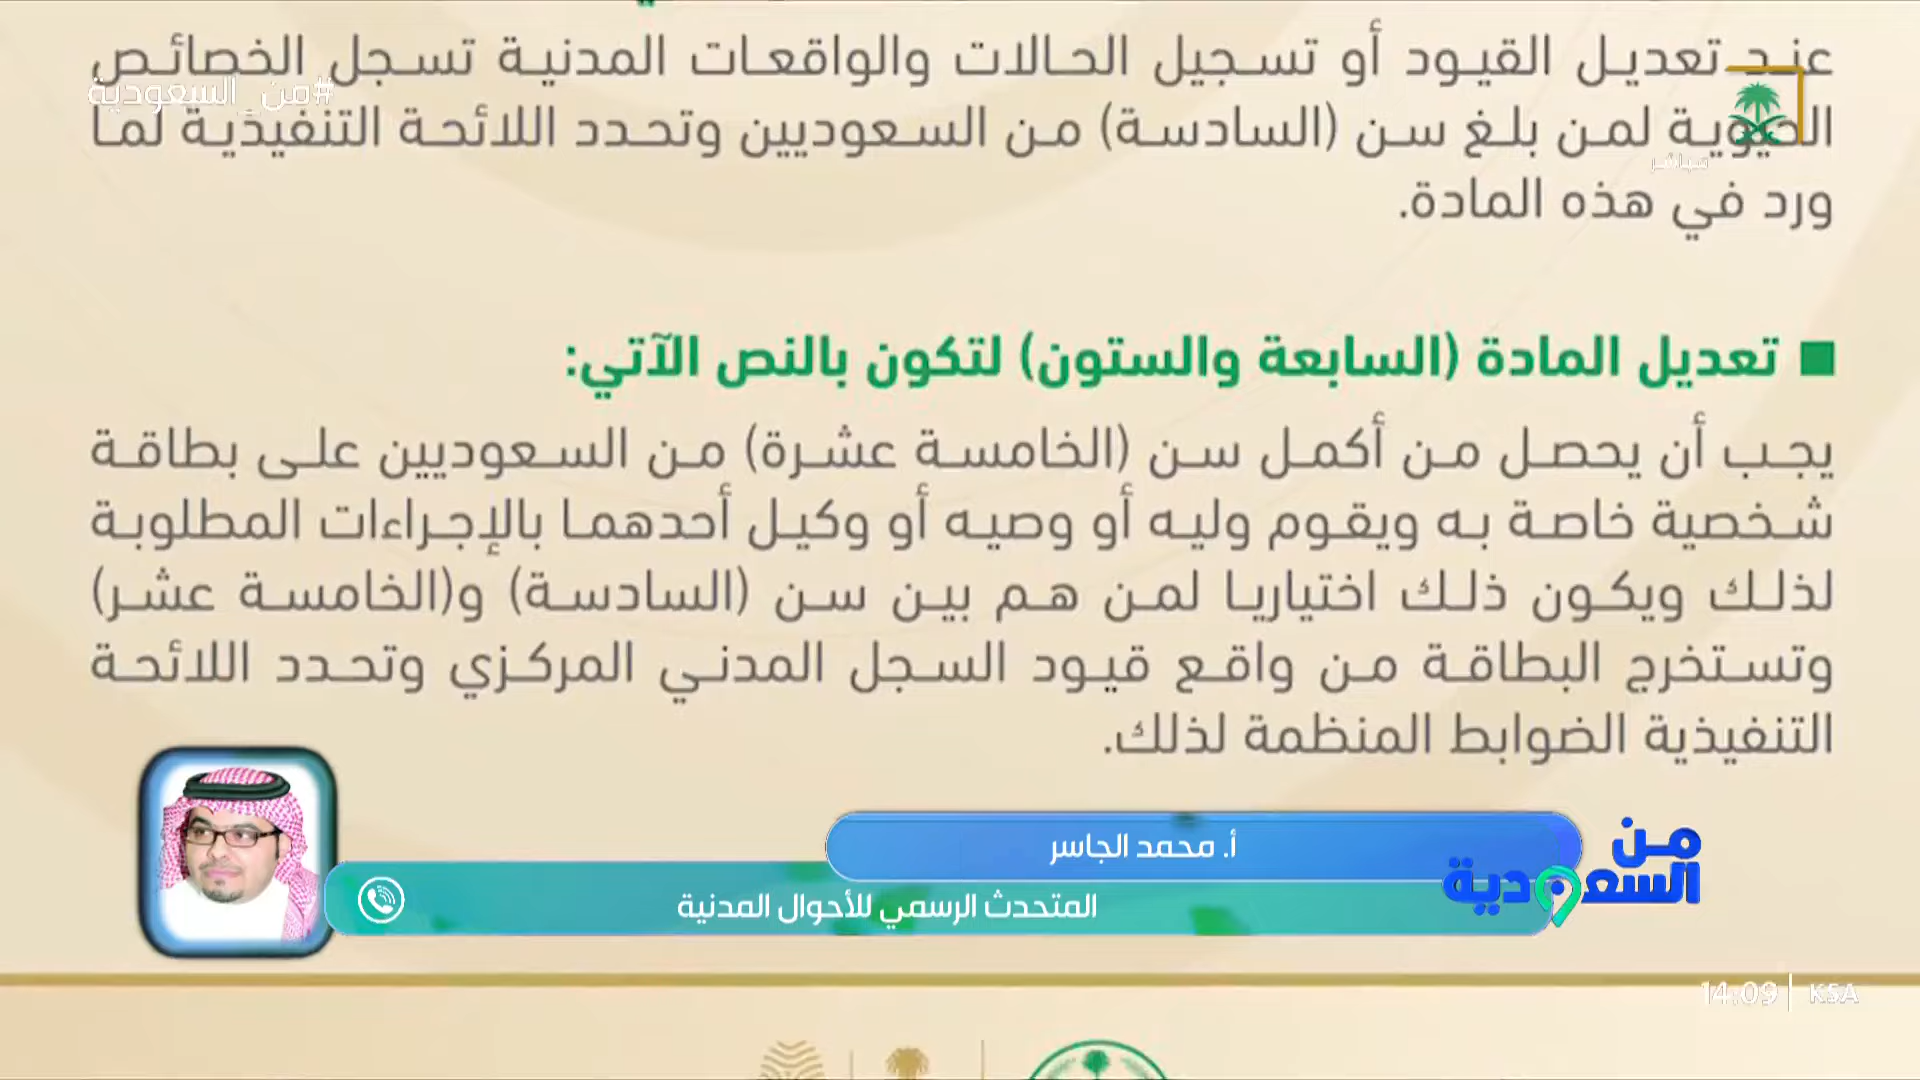 عند تعديل القيود أو تسجيل الحالات والواقعات المدنية تسجل الخصائص
#من_السعودية
الحيوية لمن بلغ سن (السادسة) من السعوديين وتحدد اللائحة التنفيذية لما
مباشر
ورد في هذه المادة.
تعديل المادة (السابعة والستون) لتكون بالنص الآتي:
يجب أن يحصل من أكمل سن (الخامسة عشرة) من السعوديين على بطاقة
شخصية خاصة به ويقوم وليه أو وصيه أو وكيل أحدهما بالإجراءات المطلوبة
لذلك ويكون ذلك اختياريا لمن هم بين سن (السادسة) و(الخامسة عشر)
وتستخرج البطاقة من واقع قيود السجل المدني المركزي وتحدد اللائحة
التنفيذية الضوابط المنظمة لذلك.
من
السعودية
أ. محمد الجاسر
المتحدث الرسمي للأحوال المدنية
14:09 | KSA